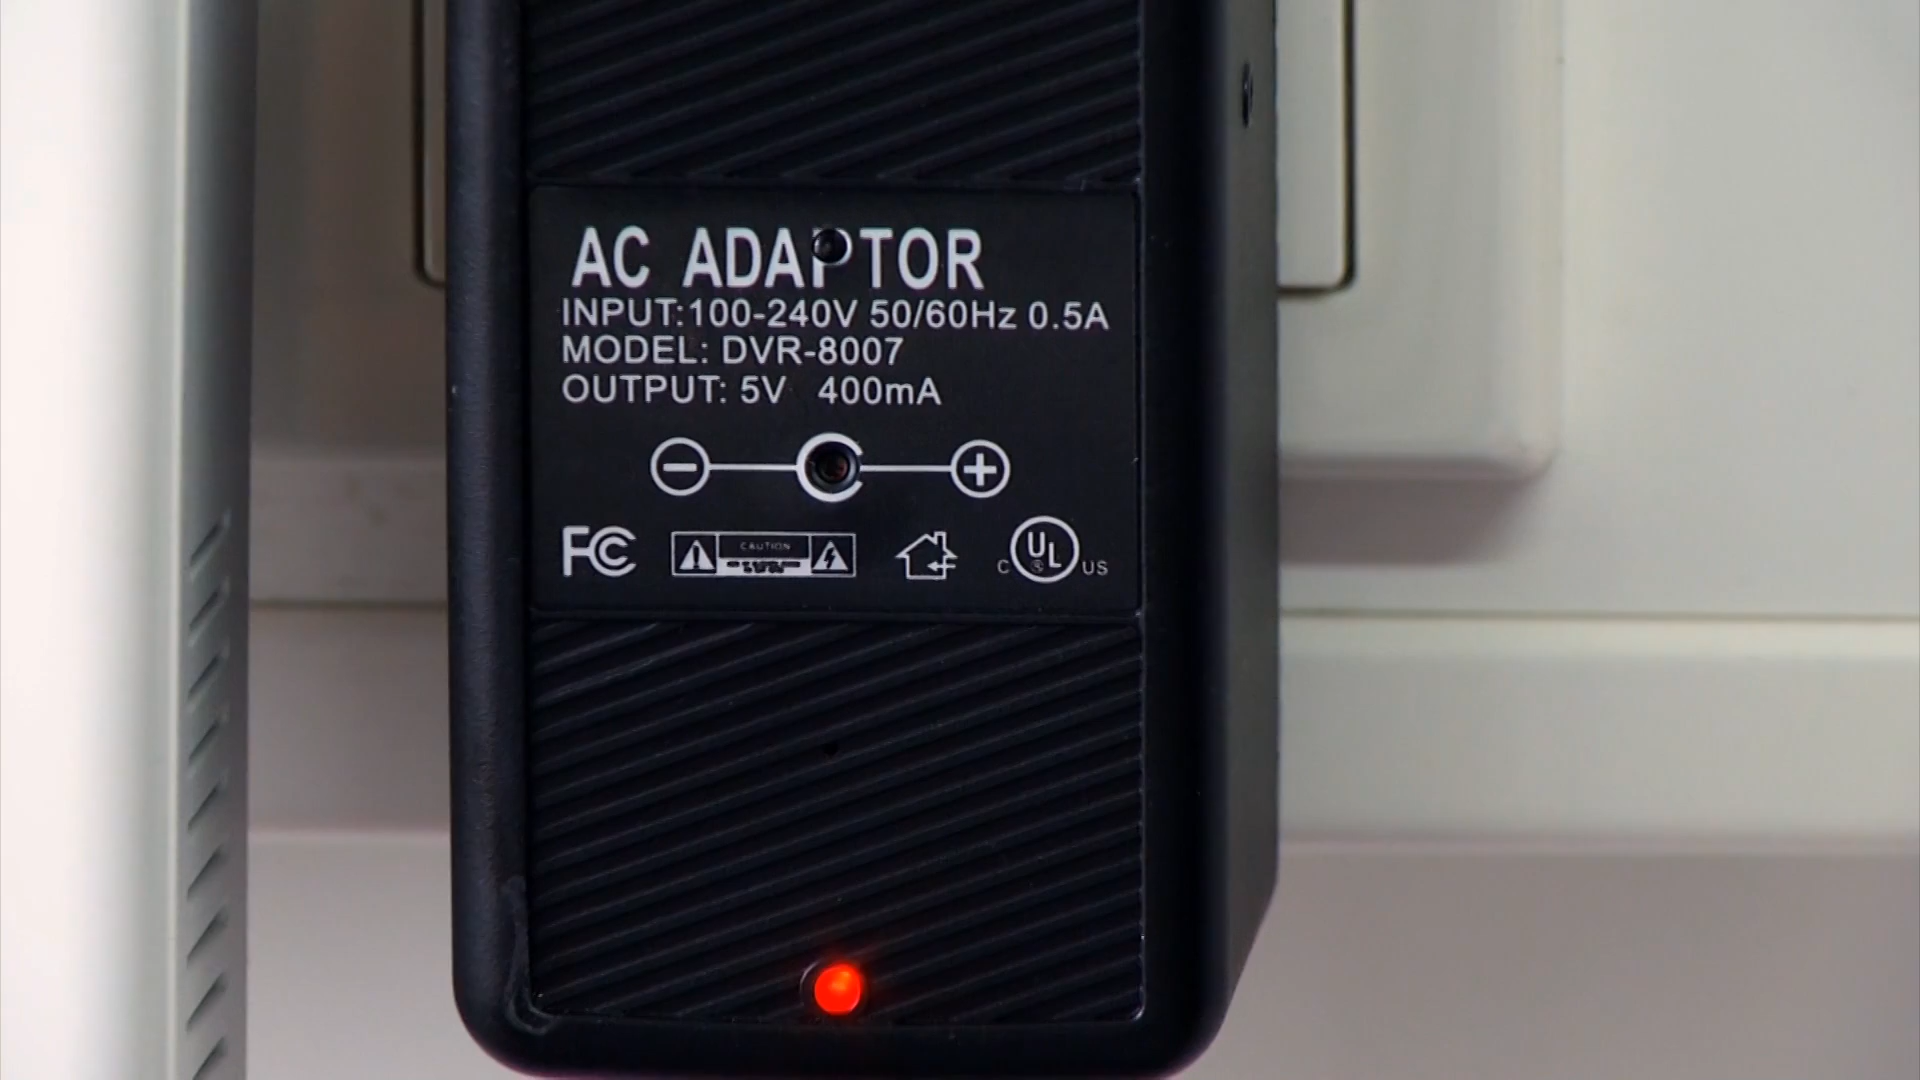 AC ADAPTOR
INPUT:100-240V 50/60Hz 0.5A
MODEL: DVR-8007
OUTPUT: 5V 400mA
FC CAUTION C UL US